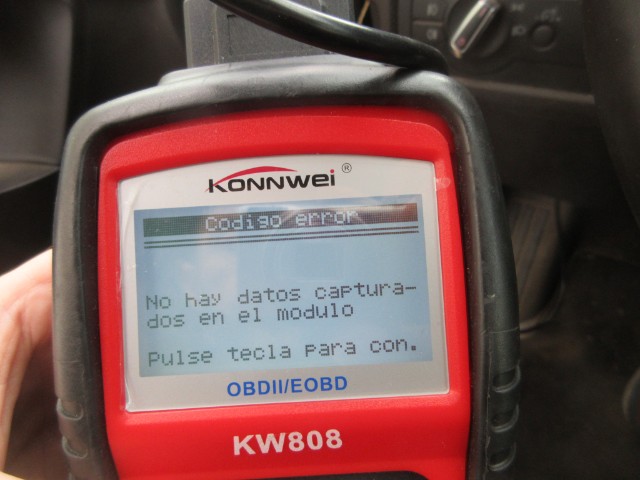 KONNWEI®
Codigo error
No hay datos captura-
dos en el modulo
Pulse tecla para con.
OBDII/EOBD
KW808